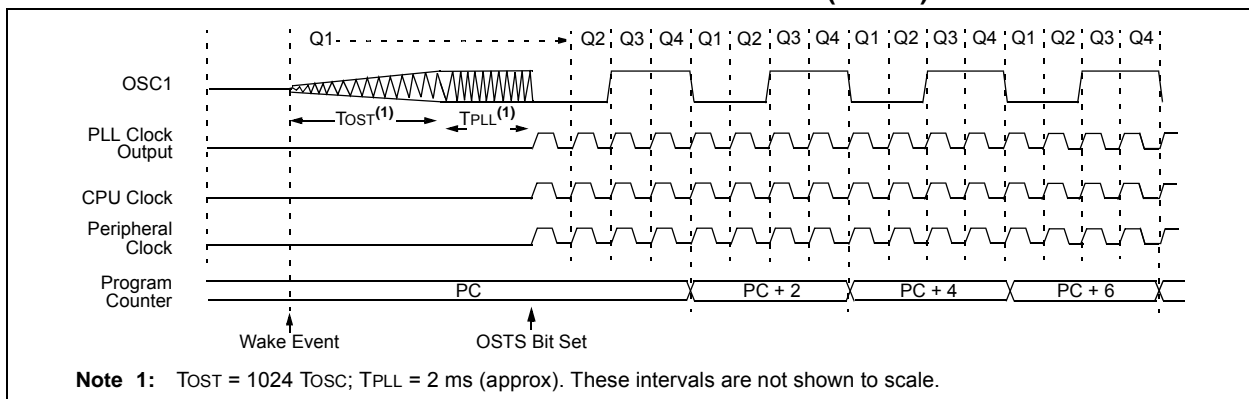 Q1 Q2 Q3 Q4 Q1 Q2 Q3 Q4 Q1 Q2 Q3 Q4 Q1 Q2 Q3 Q4
OSC1
TOST(1) TPLL(1)
PLL Clock
Output
CPU Clock
Peripheral
Clock
Program
Counter
PC PC + 2 PC + 4 PC + 6
Wake Event OSTS Bit Set
Note 1: TOST = 1024 TOSC; TPLL = 2 ms (approx). These intervals are not shown to scale.